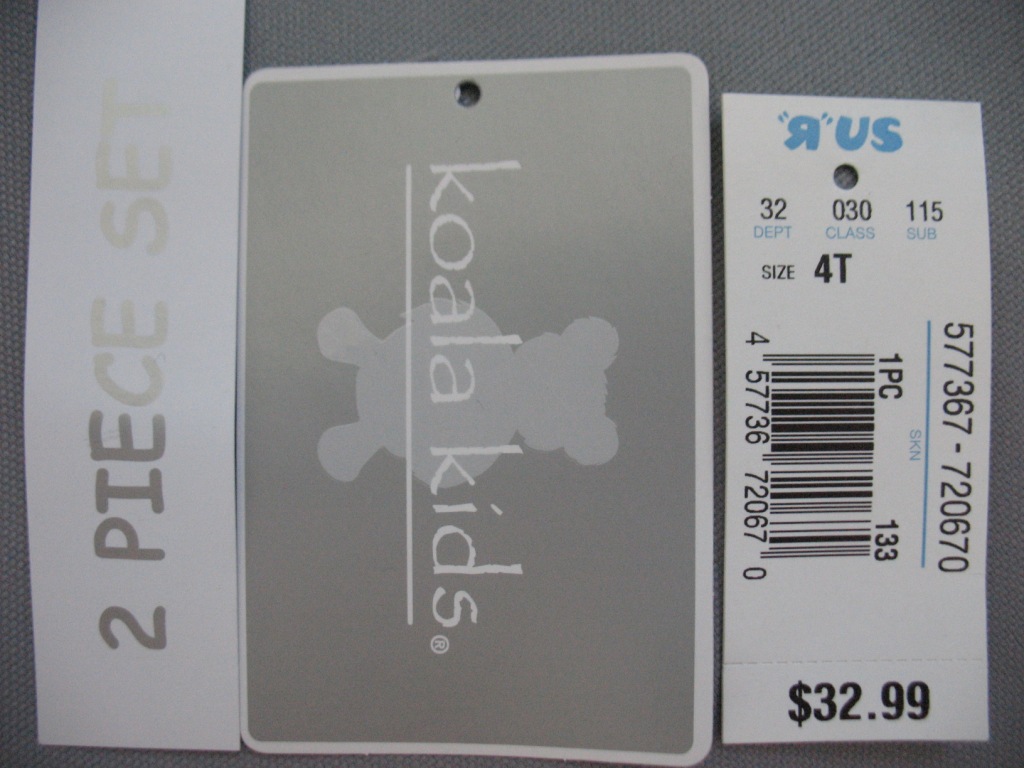 2 PIECE SET
koala kids®
"R"US
32 030 115
DEPT CLASS SUB
SIZE 4T
577367-720670
SKN
1PC 133
4 57736 72067 0
$32.99